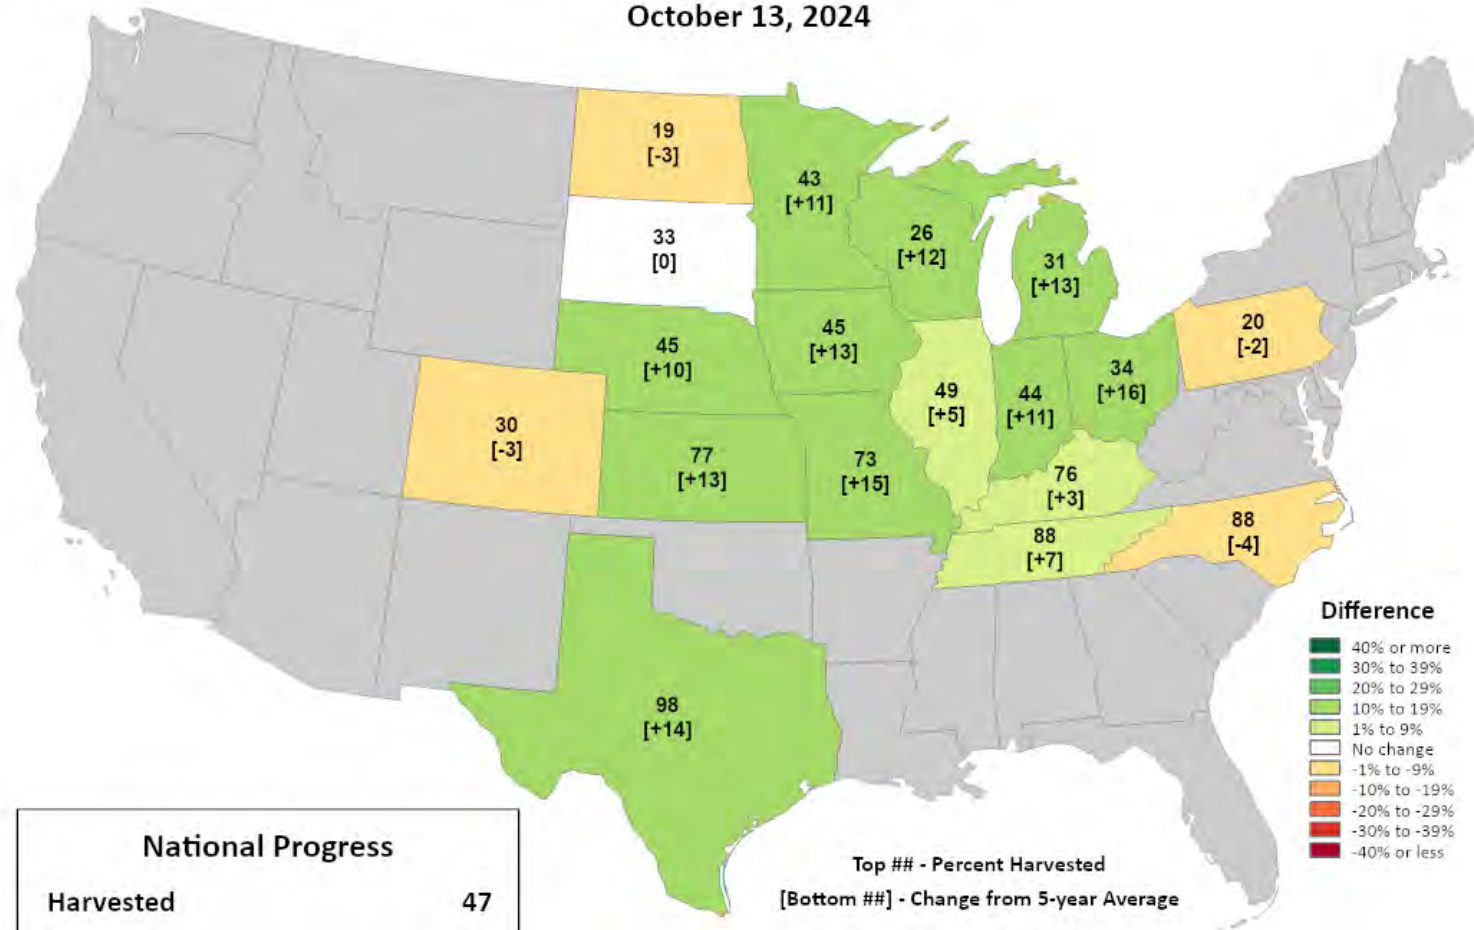 October 13, 2024
19
[-3]
43
[+11]
33
[0]
26
[+12]
31
[+13]
45
[+10]
45
[+13]
20
[-2]
49
[+5]
44
[+11]
34
[+16]
30
[-3]
77
[+13]
73
[+15]
76
[+3]
88
[+7]
88
[-4]
98
[+14]
Difference
40% or more
30% to 39%
20% to 29%
10% to 19%
1% to 9%
No change
-1% to -9%
-10% to -19%
-20% to -29%
-30% to -39%
-40% or less
National Progress
Harvested 47
Top ## - Percent Harvested
[Bottom ##] - Change from 5-year Average